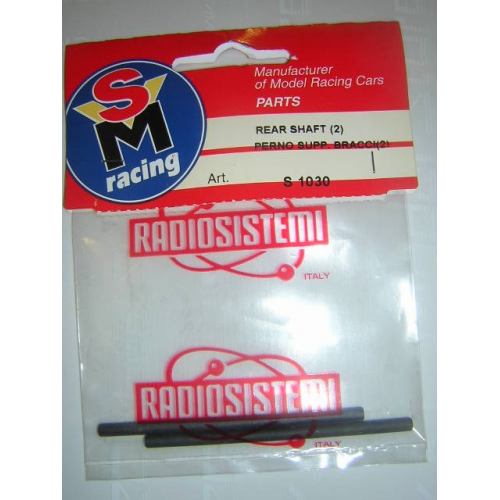 SM
racing
Manufacturer
of Model Racing Cars
PARTS
REAR SHAFT (2)
PERNO SUPP. BRACCI(2)
Art. S 1030
RADIOSISTEMI
ITALY
RADIOSISTEMI
ITALY